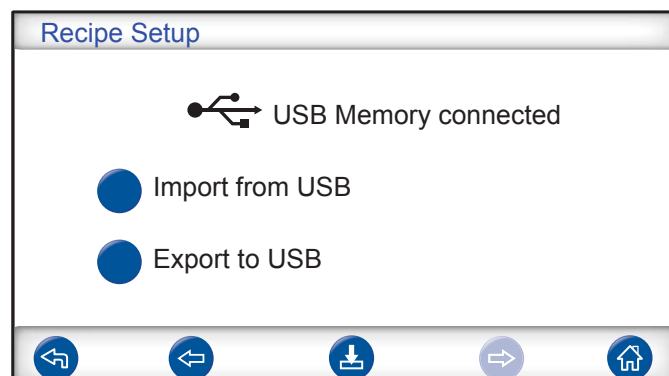 Recipe Setup
USB Memory connected
Import from USB
Export to USB